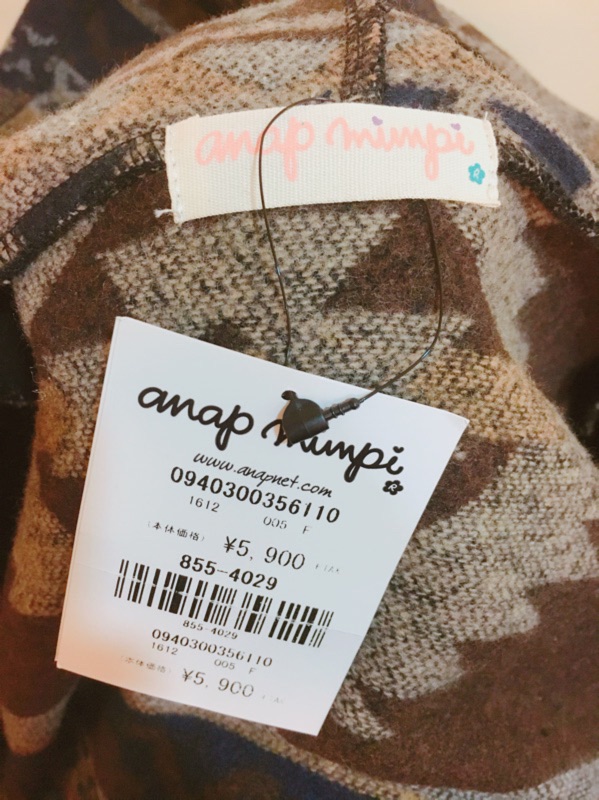 anap mimpi
R
anap mimpi
R
www.anapnet.com
0940300356110
1612 005 F
(本体価格) ¥5,900
855-4029
855-4029
0940300356110
1612 005 F
(本体価格) ¥5,900